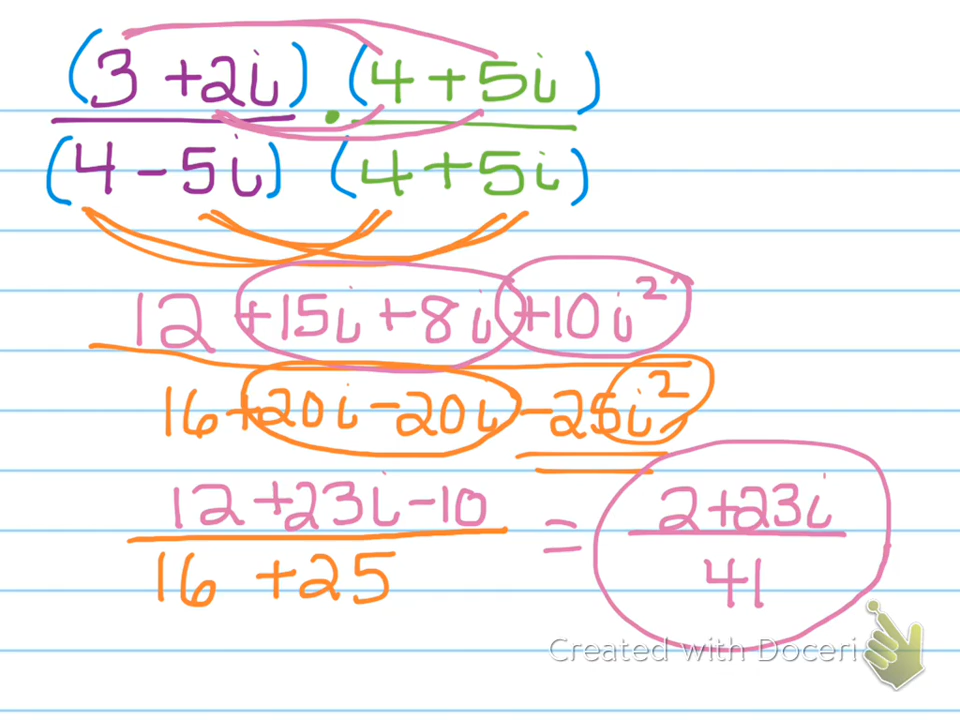 (3 +2i) · (4 + 5i)
(4 - 5i) (4 + 5i)
12 +15i +8i +10i²
16 +20i -20i -25i²
12 +23i -10
16 +25
= 2+23i
41
Created with Doceri